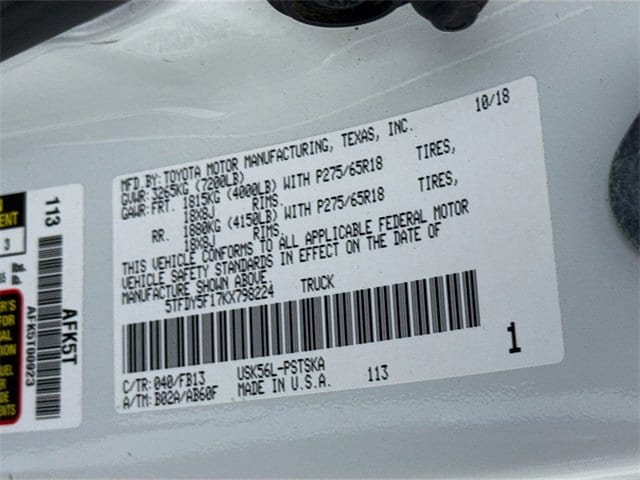 10/18
MFD.BY: TOYOTA MOTOR MANUFACTURING, TEXAS, INC.
GVWR: 3265KG (7200LB)
GAWR: FRT. 1815KG (4000LB) WITH P275/65R18 TIRES,
18X8J RIMS.
RR. 1880KG (4150LB) WITH P275/65R18 TIRES,
18X8J RIMS.
THIS VEHICLE CONFORMS TO ALL APPLICABLE FEDERAL MOTOR
VEHICLE SAFETY STANDARDS IN EFFECT ON THE DATE OF
MANUFACTURE SHOWN ABOVE
5TFDY5F17KX798224 TRUCK
C/TR: 040/FB13 USK56L-PSTSKA
A/TM: B02A/AB60F MADE IN U.S.A. 113
1
113
AFK5T
AFK5T00923
ENT
3
lbs.